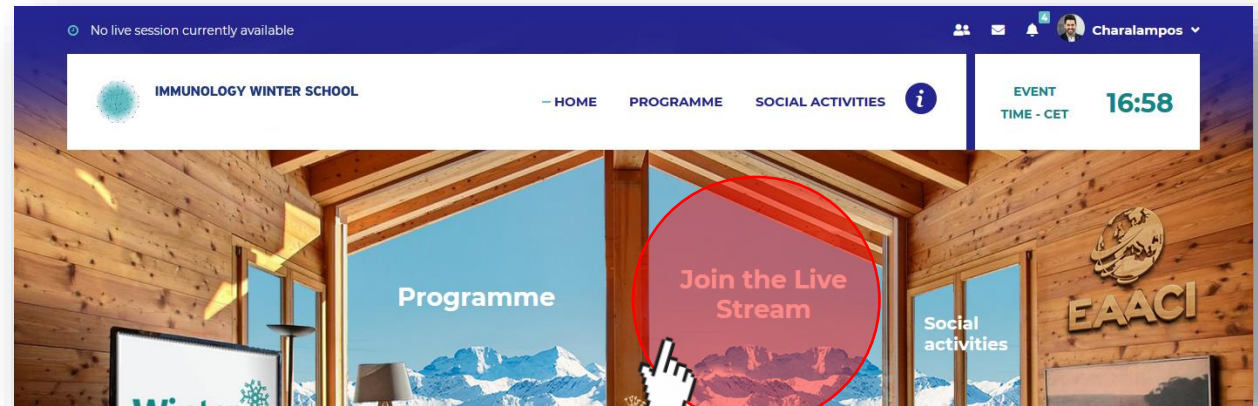 No live session currently available
4
Charalampos
IMMUNOLOGY WINTER SCHOOL
– HOME PROGRAMME SOCIAL ACTIVITIES i
EVENT
TIME - CET
16:58
Programme
Join the Live
Stream
Social
activities
EAACI
Winter